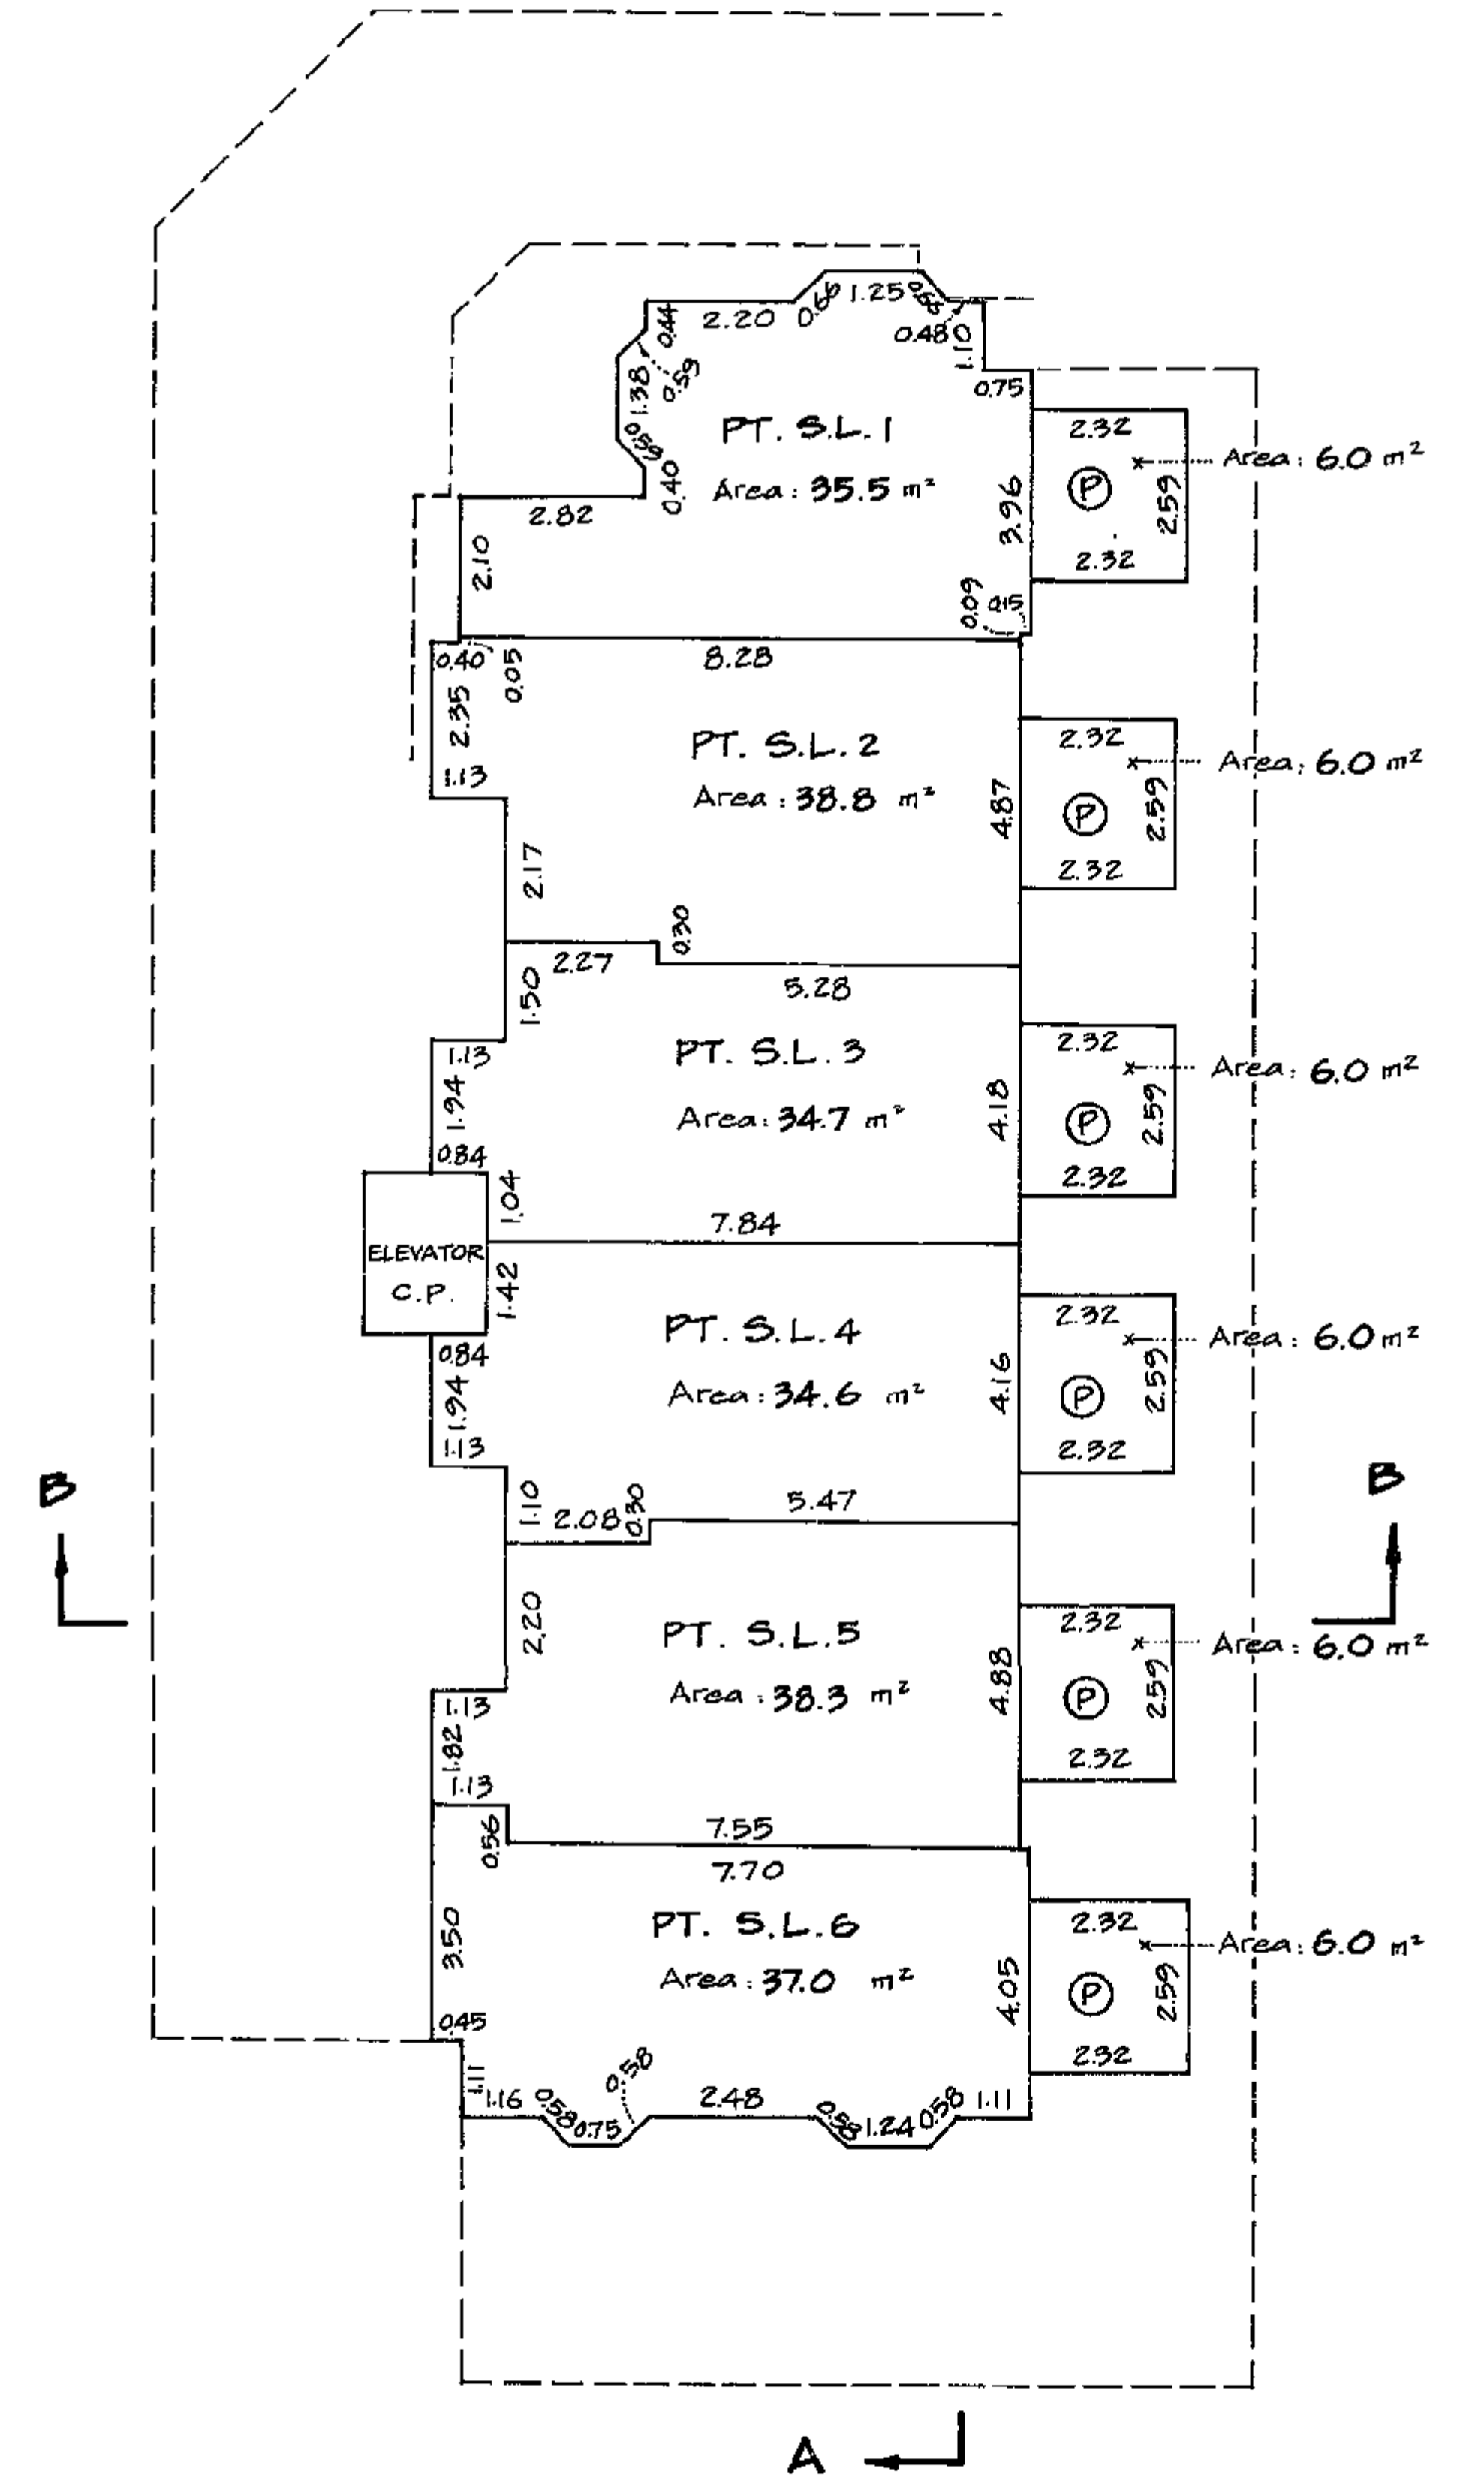 0.66 1.25 0.66
2.20
0.44
0.48
1.10
0.59
1.38
0.75
0.59
0.40
PT. S.L. 1
Area: 35.5 m²
3.96
2.32
P
2.59
2.32
Area: 6.0 m²
2.82
2.10
0.09
0.15
8.28
0.40
0.05
2.35
1.13
PT. S.L. 2
Area: 38.8 m²
4.87
2.32
P
2.59
2.32
Area: 6.0 m²
2.17
0.30
2.27
5.28
1.50
PT. S.L. 3
Area: 34.7 m²
4.18
2.32
P
2.59
2.32
Area: 6.0 m²
1.13
1.94
0.84
1.04
7.84
ELEVATOR
C.P.
1.42
PT. S.L. 4
Area: 34.6 m²
4.16
2.32
P
2.59
2.32
Area: 6.0 m²
0.84
1.94
1.13
B
B
1.10
2.08
0.30
5.47
2.20
PT. S.L. 5
Area: 38.3 m²
4.88
2.32
P
2.59
2.32
Area: 6.0 m²
1.13
1.82
1.13
0.56
7.55
7.70
PT. S.L. 6
Area: 37.0 m²
4.05
2.32
P
2.59
2.32
Area: 6.0 m²
3.50
0.45
1.11
1.16
0.58
0.75
0.58
2.48
0.58
1.24
0.58
1.11
A